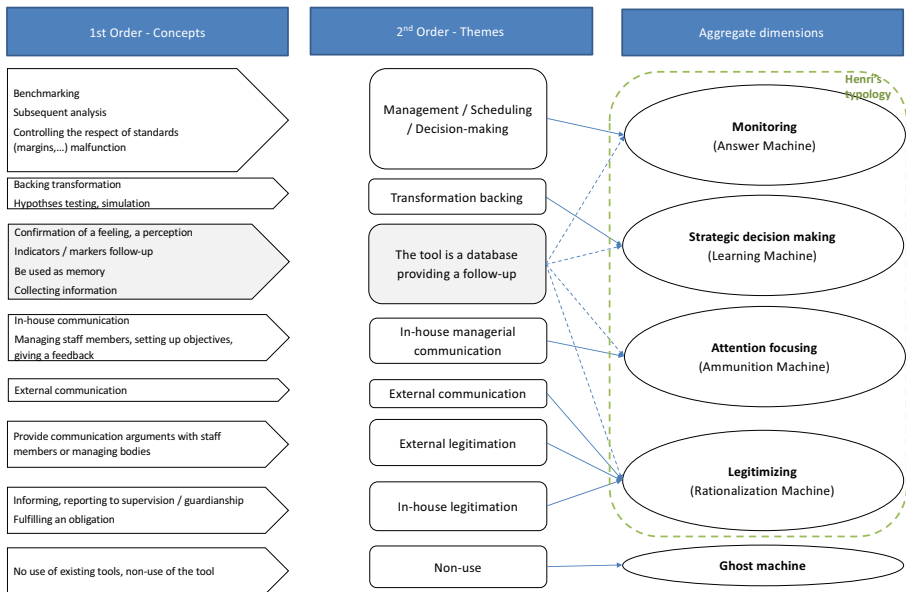 1st Order - Concepts
2nd Order - Themes
Aggregate dimensions
Henri's
typology
Benchmarking
Subsequent analysis
Controlling the respect of standards
(margins,...) malfunction
Management / Scheduling
/ Decision-making
Monitoring
(Answer Machine)
Backing transformation
Hypothses testing, simulation
Transformation backing
Strategic decision making
(Learning Machine)
Confirmation of a feeling, a perception
Indicators / markers follow-up
Be used as memory
Collecting information
The tool is a database
providing a follow-up
In-house communication
Managing staff members, setting up objectives,
giving a feedback
In-house managerial
communication
Attention focusing
(Ammunition Machine)
External communication
External communication
Provide communication arguments with staff
members or managing bodies
External legitimation
Legitimizing
(Rationalization Machine)
Informing, reporting to supervision / guardianship
Fulfilling an obligation
In-house legitimation
No use of existing tools, non-use of the tool
Non-use
Ghost machine